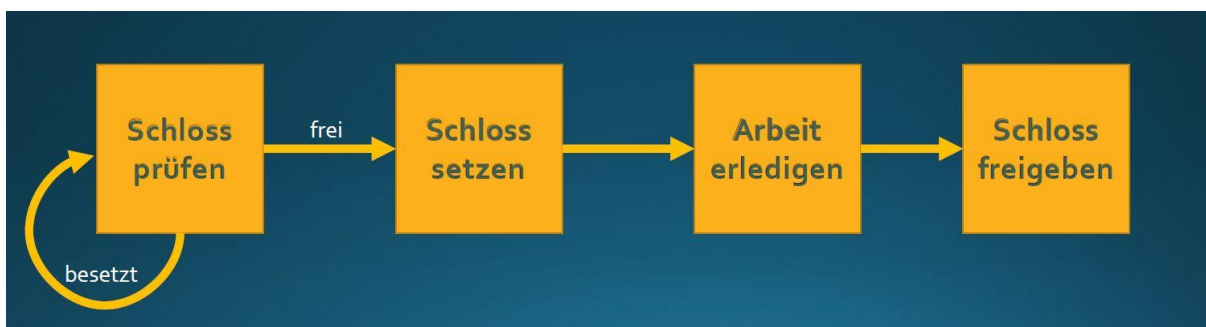 Schloss
prüfen
frei
Schloss
setzen
Arbeit
erledigen
Schloss
freigeben
besetzt